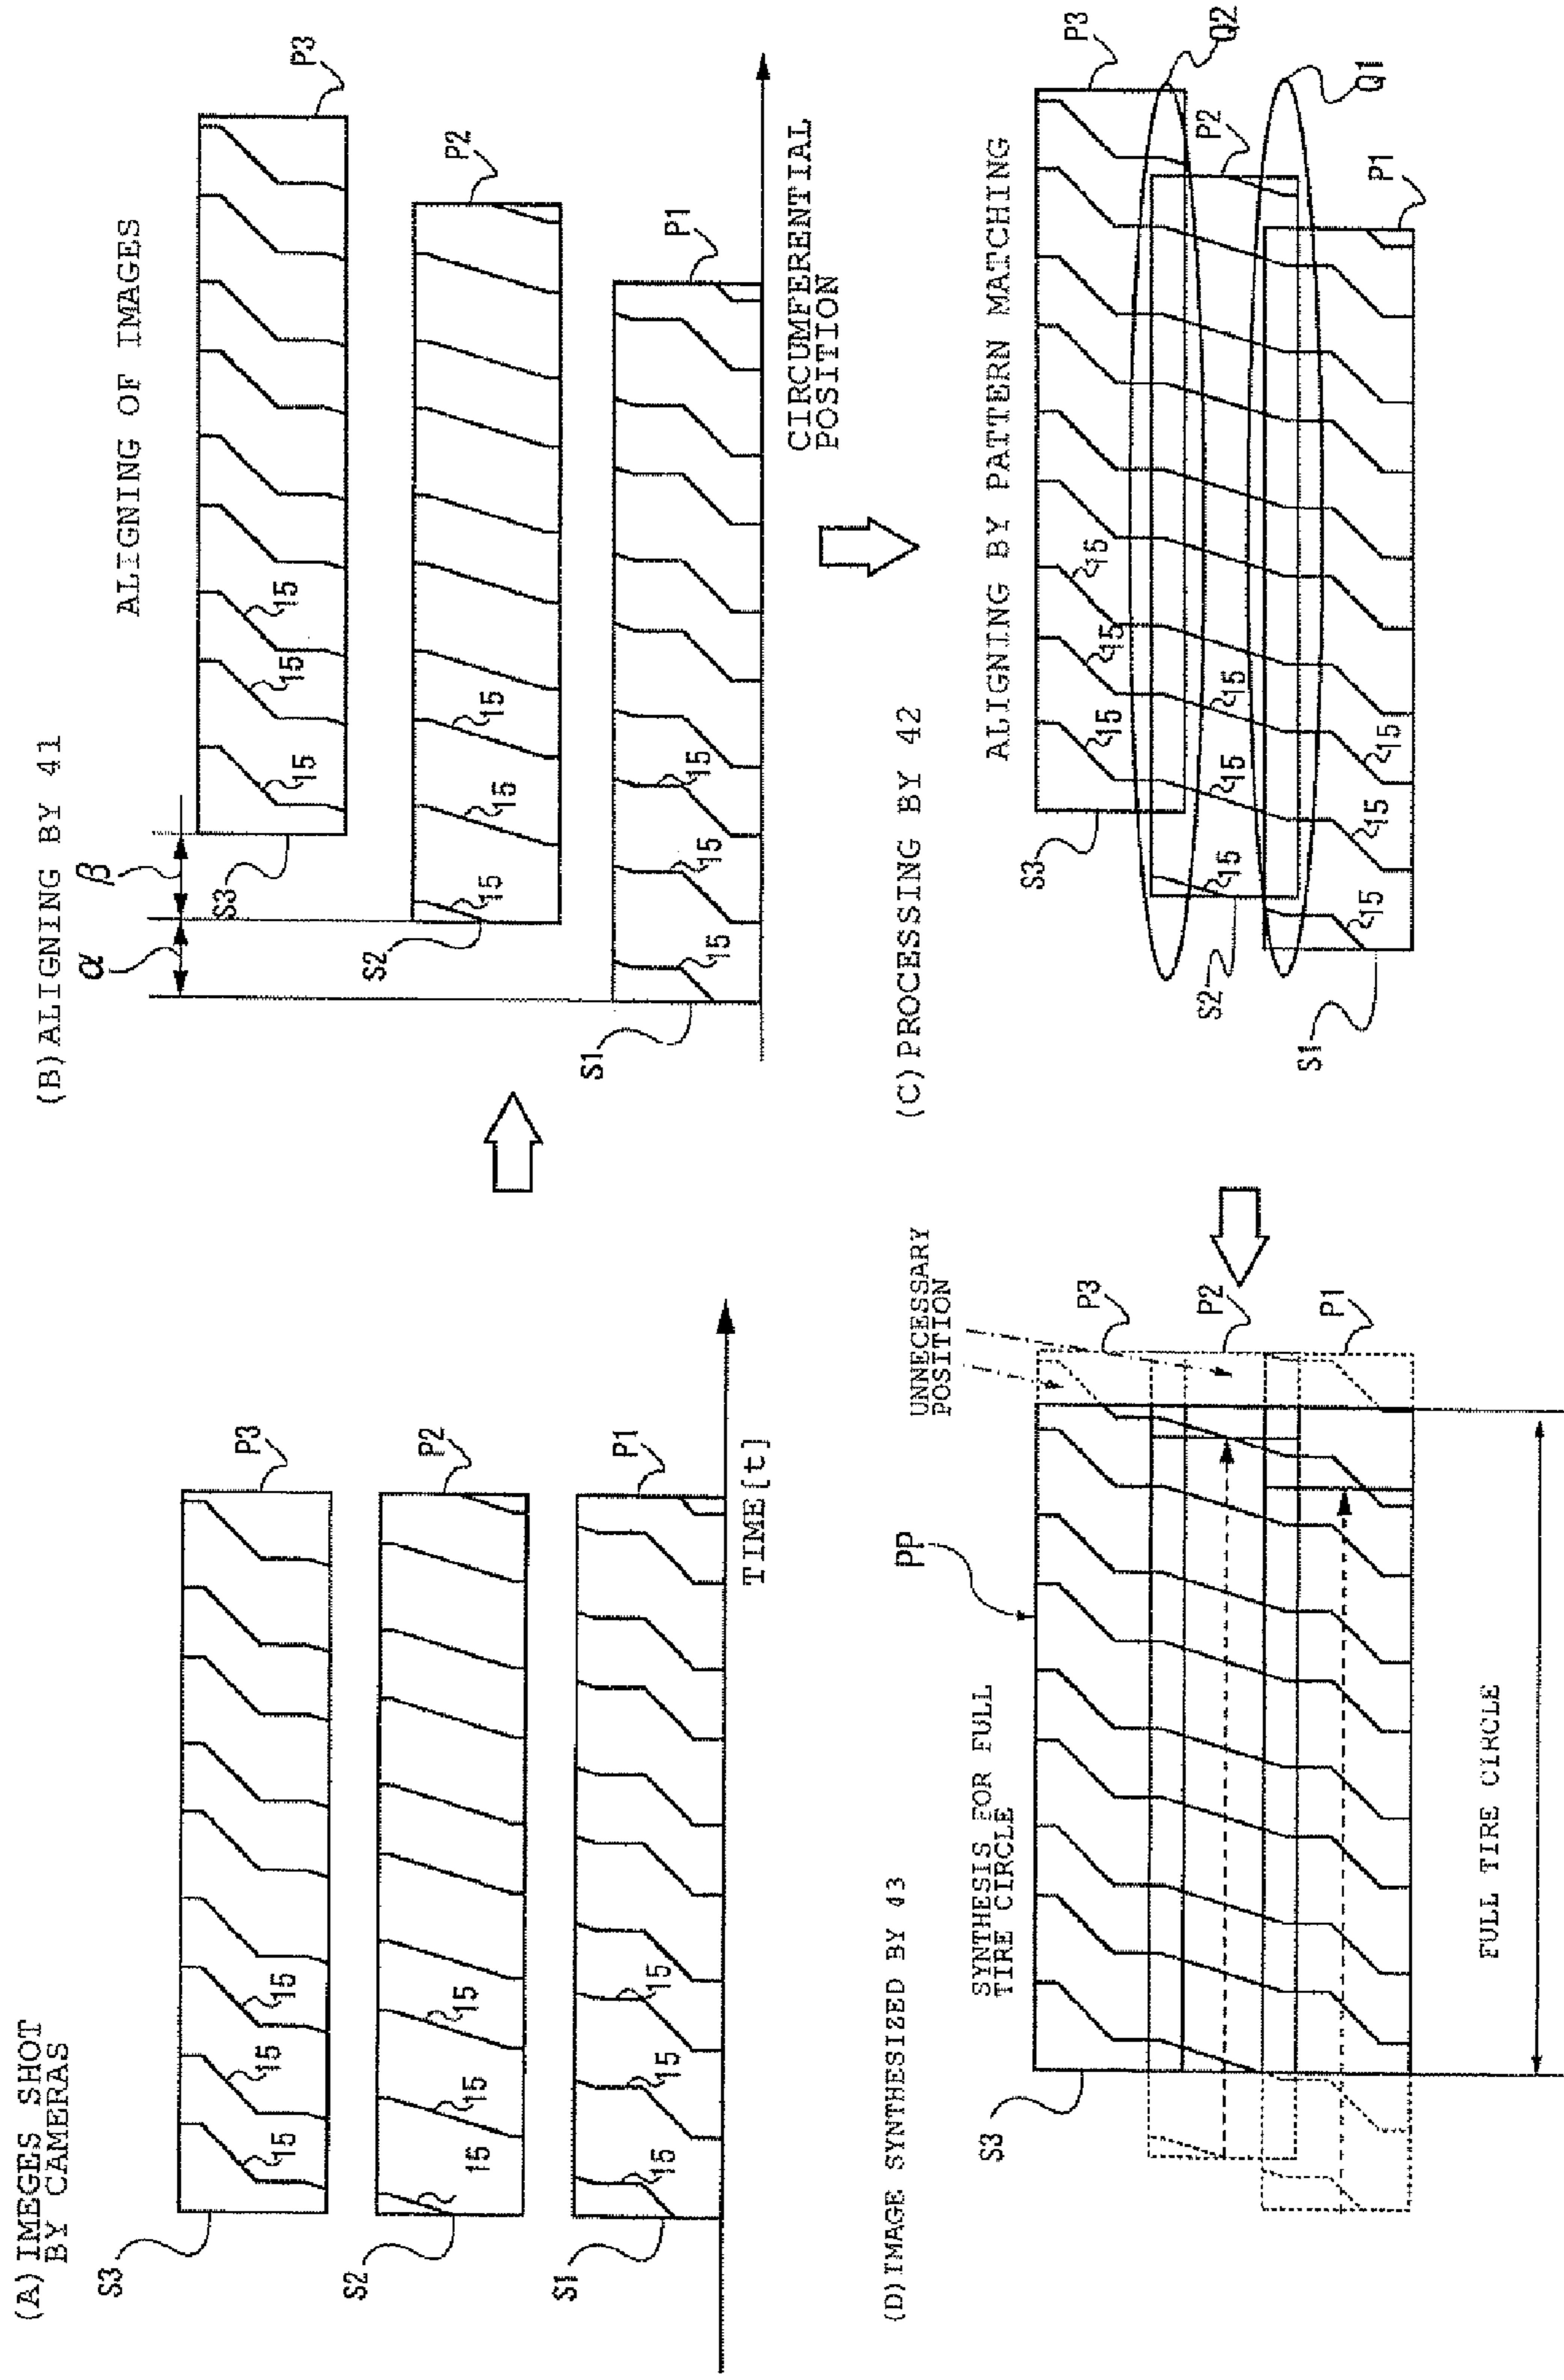 (A)IMEGES SHOT
BY CAMERAS
S3
15
15
15
P3
S2
15
15
15
P2
S1
15
15
15
P1
TIME[t]
(B)ALIGNING BY 41
ALIGNING OF IMAGES
α
β
S3
15
15
15
P3
S2
15
15
15
P2
S1
15
15
15
P1
CIRCUMFERENTIAL
POSITION
(C)PROCESSING BY 42
ALIGNING BY PATTERN MATCHING
S3
15
15
15
P3
Q2
S2
15
15
15
P2
S1
15
15
15
P1
Q1
(D)IMAGE SYNTHESIZED BY 43
SYNTHESIS FOR FULL
TIRE CIRCLE
PP
UNNECESSARY
POSITION
S3
P3
P2
P1
FULL TIRE CIRCLE